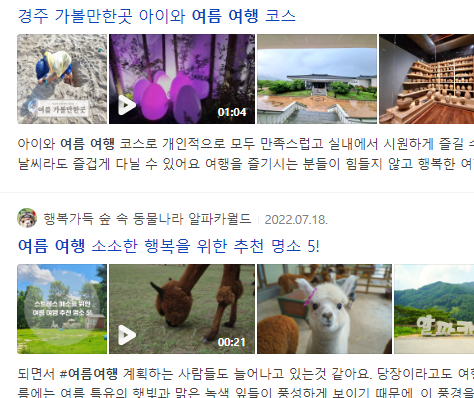 경주 가볼만한곳 아이와 여름 여행 코스
여름 가볼만한곳
01:04
아이와 여름 여행 코스로 개인적으로 모두 만족스럽고 실내에서 시원하게 즐길
날씨라도 즐겁게 다닐 수 있어요 여행을 즐기시는 분들이 힘들지 않고 행복한
행복가득 숲 속 동물나라 알파카월드 2022.07.18.
여름 여행 소소한 행복을 위한 추천 명소 5!
스트레스 해소를 위한
여름 여행 추천 명소 5!
00:21
알파카
되면서 #여름여행 계획하는 사람들도 늘어나고 있는것 같아요. 당장이라도도
름에는 여름 특유의 햇빛과 맑은 녹색 잎들이 풍성하게 보이기 때문에 이 풍경을